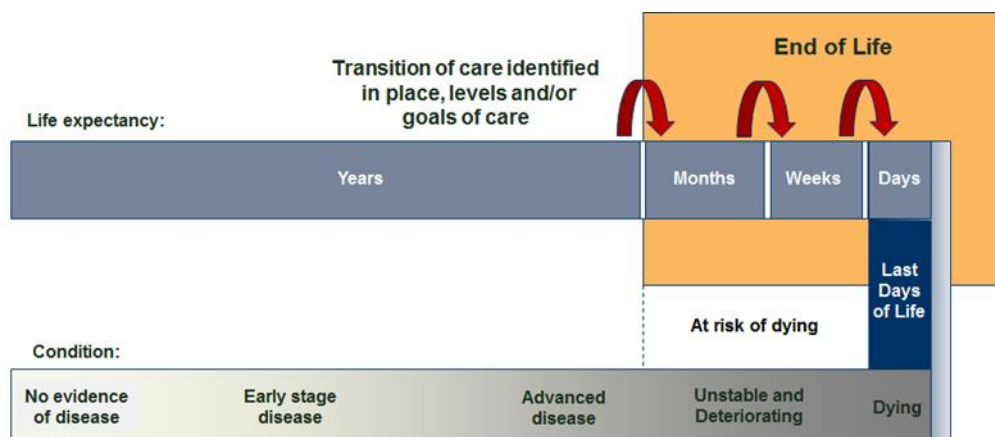 End of Life
Transition of care identified
in place, levels and/or
goals of care
Life expectancy:
Years
Months
Weeks
Days
Last
Days
of Life
At risk of dying
Condition:
No evidence
of disease
Early stage
disease
Advanced
disease
Unstable and
Deteriorating
Dying